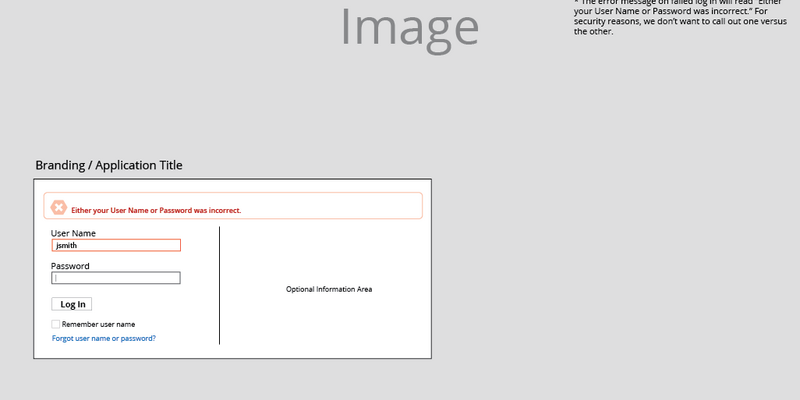 Image
* The error message on failed log in will read "Either
your User Name or Password was incorrect." For
security reasons, we don't want to call out one versus
the other.
Branding / Application Title
Either your User Name or Password was incorrect.
User Name
jsmith
Password
Log In
Remember user name
Forgot user name or password?
Optional Information Area